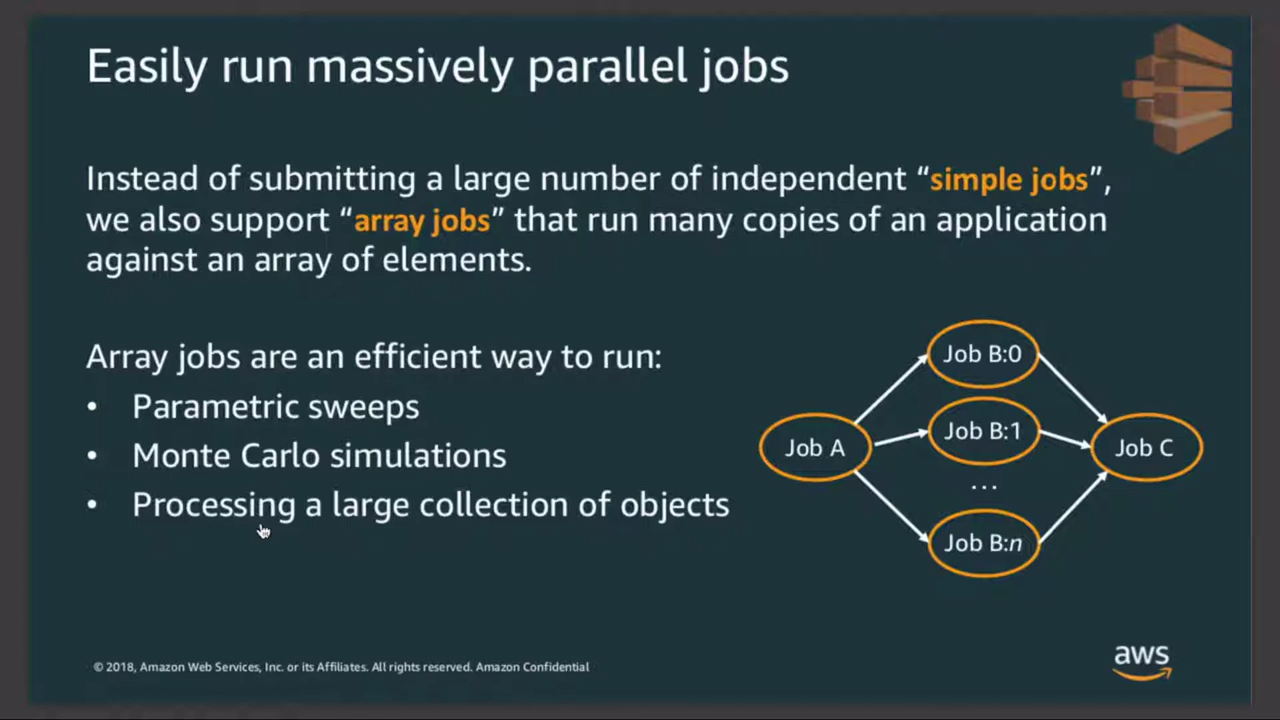 Easily run massively parallel jobs
Instead of submitting a large number of independent “simple jobs”,
we also support “array jobs” that run many copies of an application
against an array of elements.
Array jobs are an efficient way to run:
• Parametric sweeps
• Monte Carlo simulations
• Processing a large collection of objects
Job A
Job B:0
Job B:1
...
Job B:n
Job C
© 2018, Amazon Web Services, Inc. or its Affiliates. All rights reserved. Amazon Confidential
aws